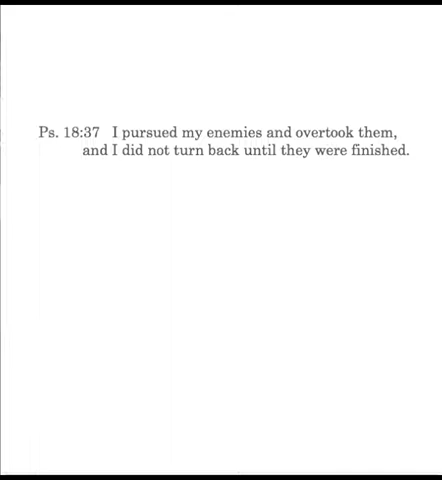 Ps. 18:37 I pursued my enemies and overtook them,
and I did not turn back until they were finished.